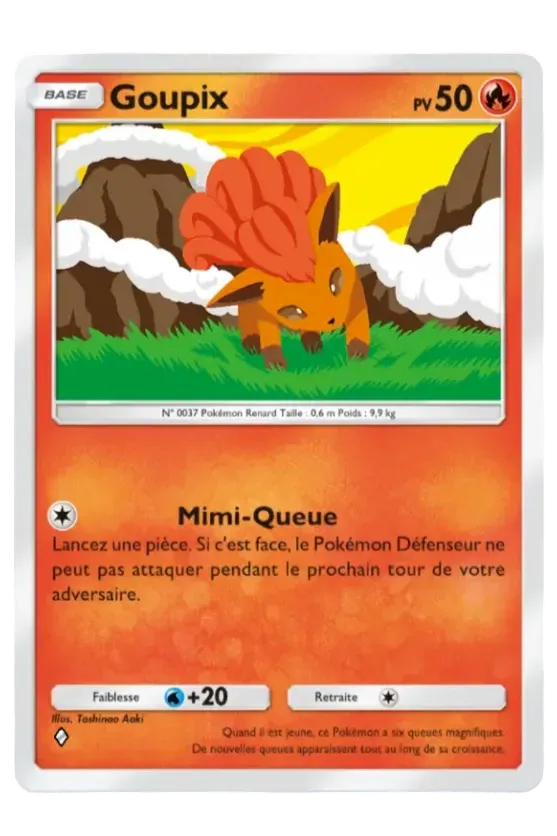 BASE Goupix PV 50
N° 0037 Pokémon Renard Taille : 0,6 m Poids : 9,9 kg
Mimi-Queue
Lancez une pièce. Si c'est face, le Pokémon Défenseur ne
peut pas attaquer pendant le prochain tour de votre
adversaire.
Faiblesse +20 Retraite
Illus. Toshinao Aoki
Quand il est jeune, ce Pokémon a six queues magnifiques.
De nouvelles queues apparaissent tout au long de sa croissance.